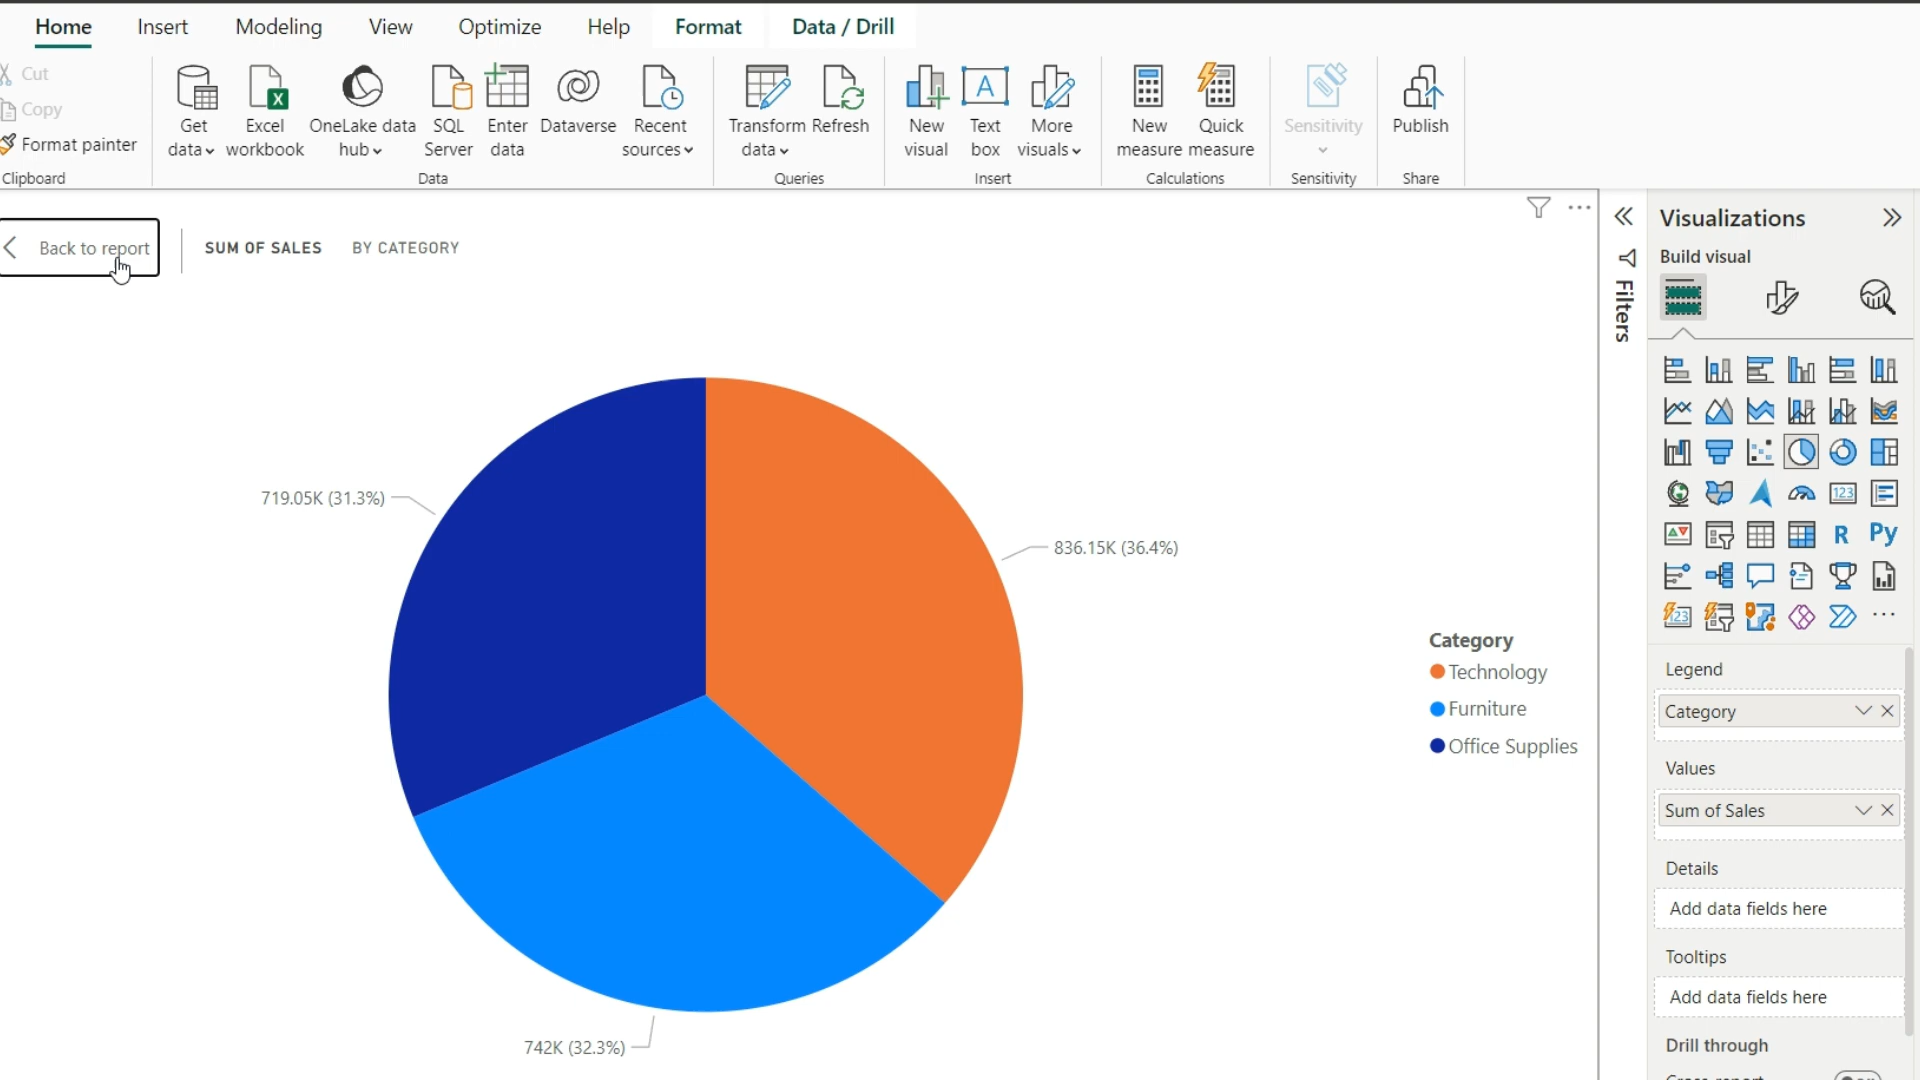 Home Insert Modeling View Optimize Help Format Data / Drill
Cut
Copy
Format painter
Clipboard
Get data
Excel workbook
OneLake data hub
SQL Server
Enter data
Dataverse
Recent sources
Data
Transform data
Refresh
Queries
New visual
Text box
More visuals
Insert
New measure
Quick measure
Calculations
Sensitivity
Sensitivity
Publish
Share
Back to report
SUM OF SALES BY CATEGORY
719.05K (31.3%)
836.15K (36.4%)
742K (32.3%)
Category
Technology
Furniture
Office Supplies
Filters
Visualizations
Build visual
123
R
Py
123
Legend
Category
Values
Sum of Sales
Details
Add data fields here
Tooltips
Add data fields here
Drill through